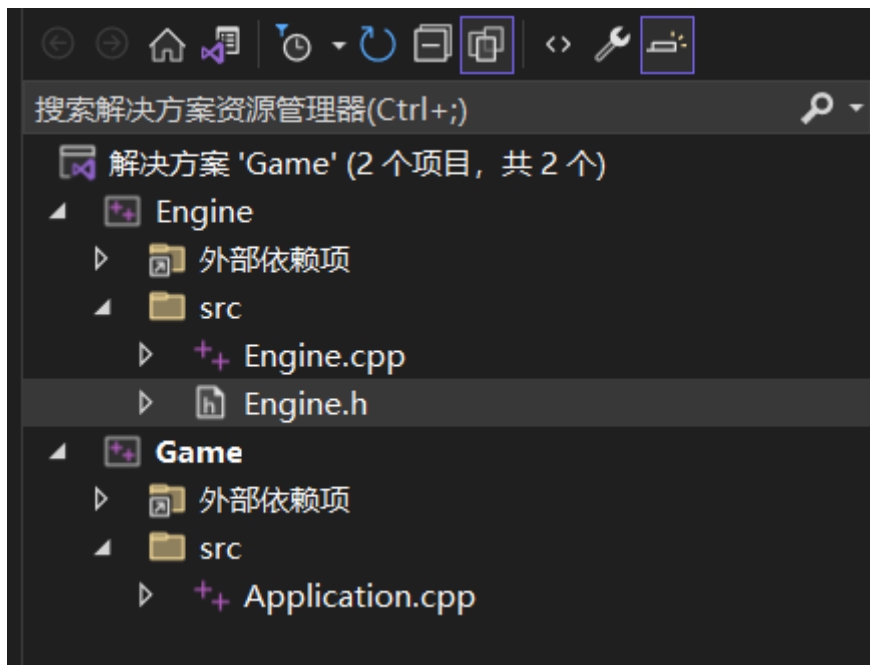 搜索解决方案资源管理器(Ctrl+;)
解决方案 'Game' (2 个项目，共 2 个)
Engine
外部依赖项
src
Engine.cpp
Engine.h
Game
外部依赖项
src
Application.cpp